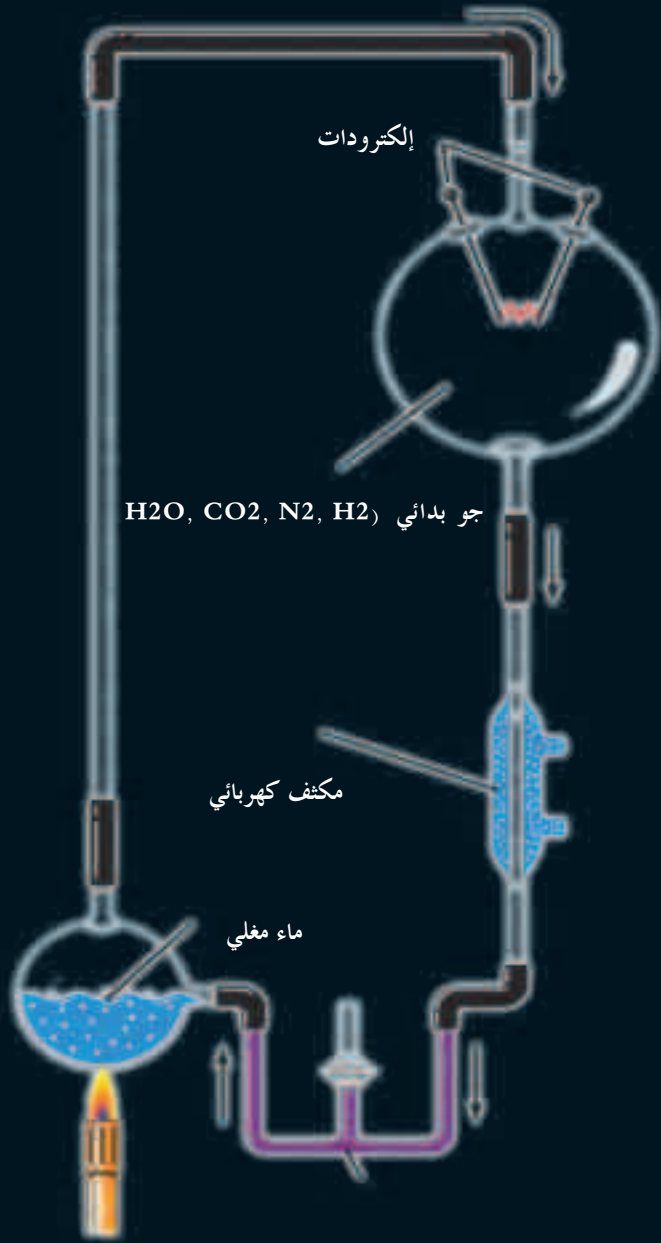 إلكترودات
جو بدائي (H2O, CO2, N2, H2
مكثف كهربائي
ماء مغلي